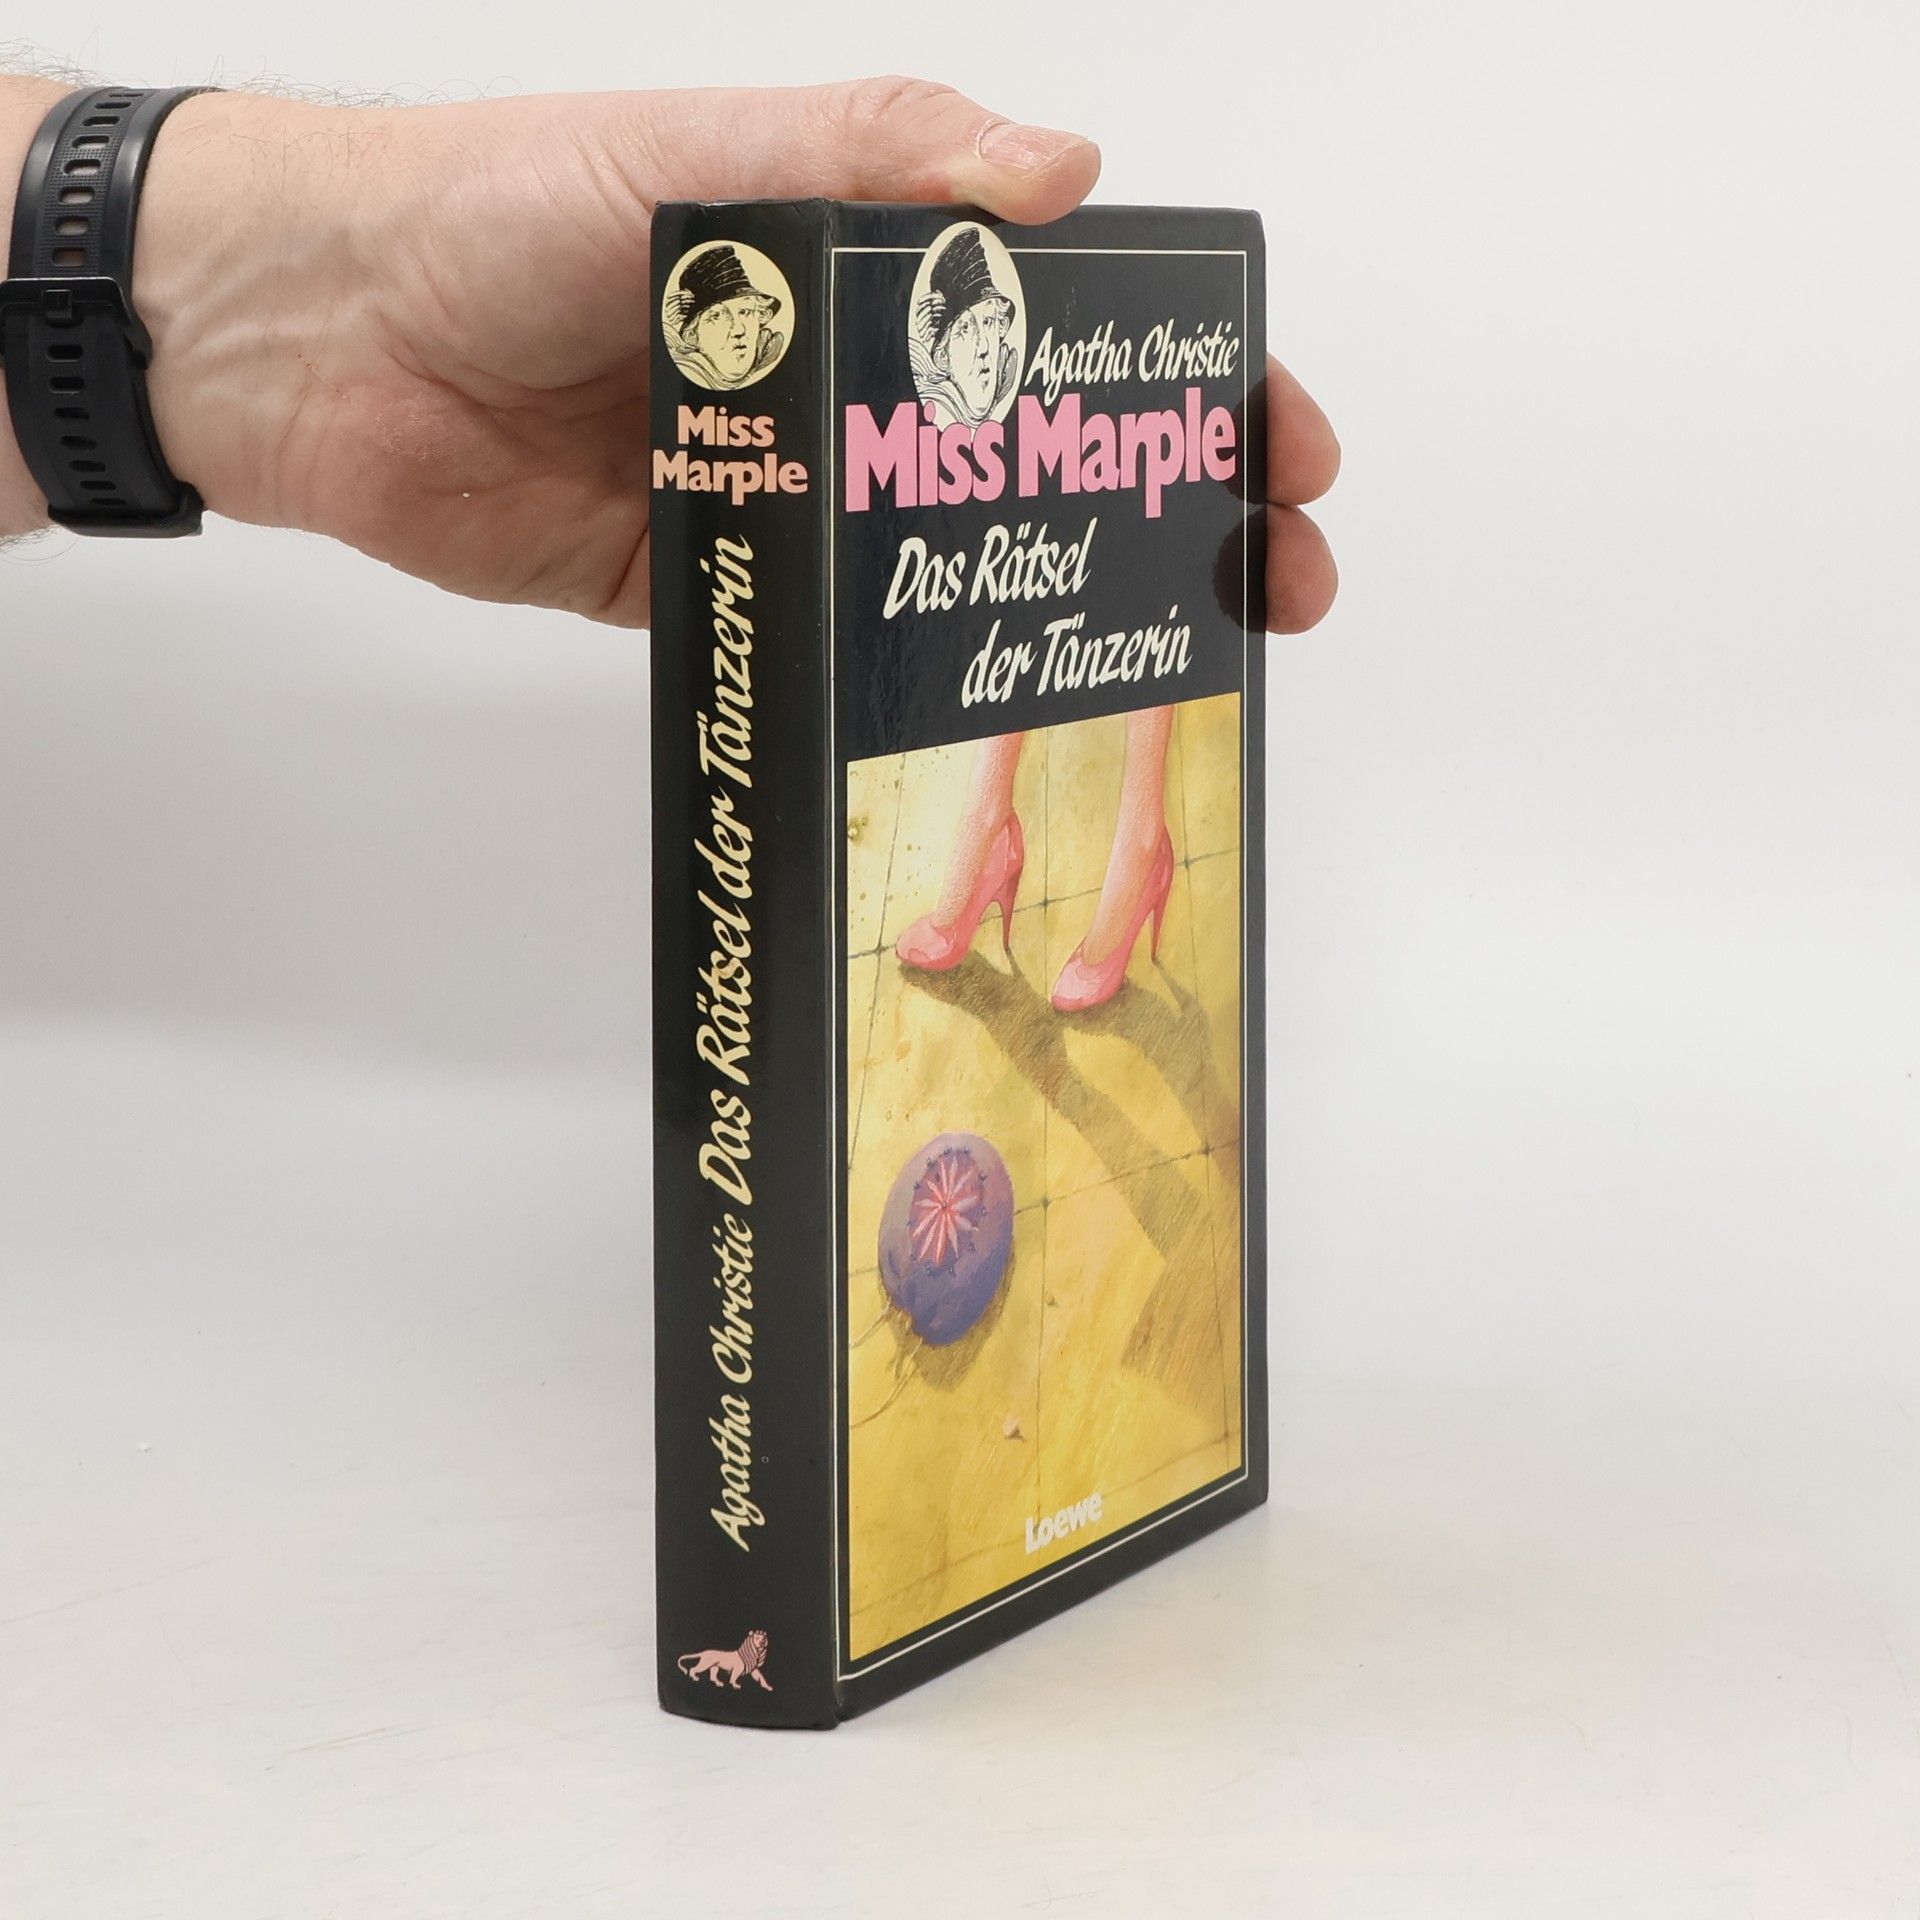 Miss
Marple
Agatha Christie Das Rätsel der Tänzerin
Agatha Christie
Miss Marple
Das Rätsel
der Tänzerin
Loewe